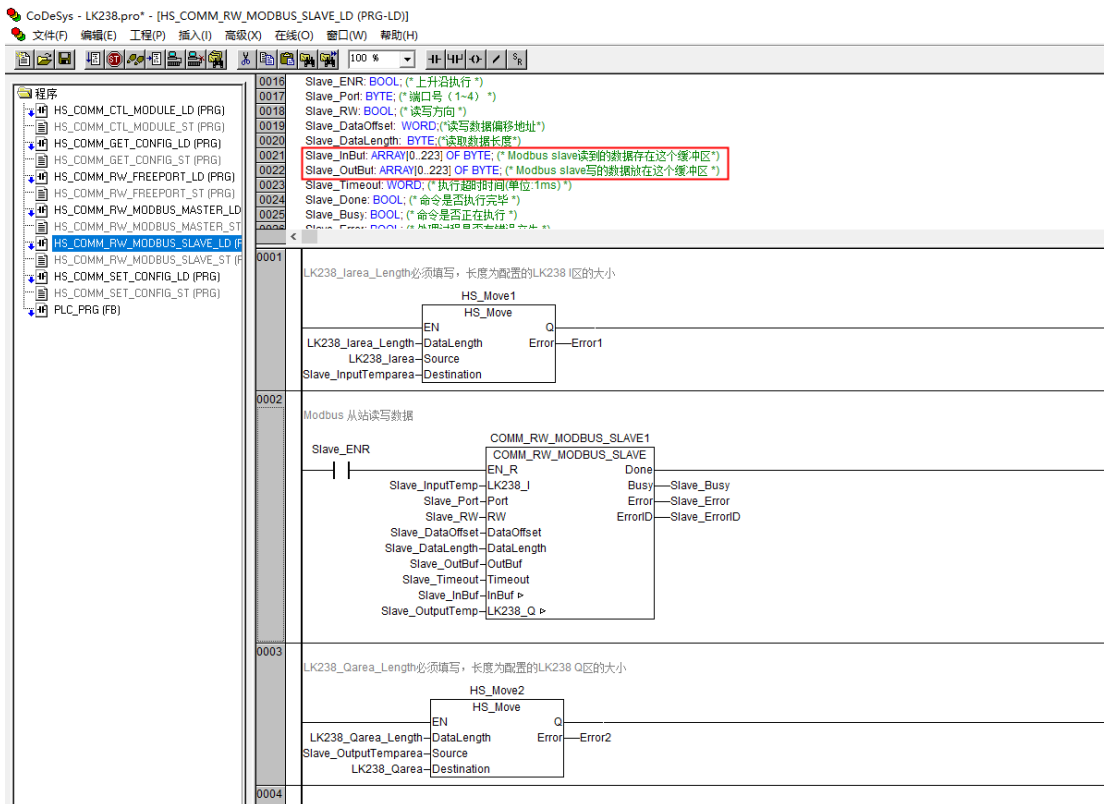 CoDeSys - LK238.pro* - [HS_COMM_RW_MODBUS_SLAVE_LD (PRG-LD)]
文件(F) 编辑(E) 工程(P) 插入(I) 高级(X) 在线(O) 窗口(W) 帮助(H)
100 %
程序
HS_COMM_CTL_MODULE_LD (PRG)
HS_COMM_CTL_MODULE_ST (PRG)
HS_COMM_GET_CONFIG_LD (PRG)
HS_COMM_GET_CONFIG_ST (PRG)
HS_COMM_RW_FREEPORT_LD (PRG)
HS_COMM_RW_FREEPORT_ST (PRG)
HS_COMM_RW_MODBUS_MASTER_LD
HS_COMM_RW_MODBUS_MASTER_ST
HS_COMM_RW_MODBUS_SLAVE_LD (F
HS_COMM_RW_MODBUS_SLAVE_ST (F
HS_COMM_SET_CONFIG_LD (PRG)
HS_COMM_SET_CONFIG_ST (PRG)
PLC_PRG (FB)
0016 Slave_ENR: BOOL; (* 上升沿执行 *)
0017 Slave_Port: BYTE; (* 端口号（1~4） *)
0018 Slave_RW: BOOL; (* 读写方向 *)
0019 Slave_DataOffset: WORD;(*读写数据偏移地址*)
0020 Slave_DataLength: BYTE;(*读取数据长度*)
0021 Slave_InBuf: ARRAY[0..223] OF BYTE; (* Modbus slave读到的数据存在这个缓冲区*)
0022 Slave_OutBuf: ARRAY[0..223] OF BYTE; (* Modbus slave写的数据放在这个缓冲区 *)
0023 Slave_Timeout: WORD; (* 执行超时时间(单位:1ms) *)
0024 Slave_Done: BOOL; (* 命令是否执行完毕 *)
0025 Slave_Busy: BOOL; (* 命令是否正在执行 *)
0026 Slave_Error: BOOL; (* 处理过程是否有错误产生 *)
0001
LK238_Iarea_Length必须填写，长度为配置的LK238 I区的大小
HS_Move1
HS_Move
EN Q
LK238_Iarea_Length DataLength Error Error1
LK238_Iarea Source
Slave_InputTemparea Destination
0002
Modbus 从站读写数据
COMM_RW_MODBUS_SLAVE1
Slave_ENR COMM_RW_MODBUS_SLAVE
EN_R Done
Slave_InputTemp LK238_I Busy Slave_Busy
Slave_Port Port Error Slave_Error
Slave_RW RW ErrorID Slave_ErrorID
Slave_DataOffset DataOffset
Slave_DataLength DataLength
Slave_OutBuf OutBuf
Slave_Timeout Timeout
Slave_InBuf InBuf
Slave_OutputTemp LK238_Q
0003
LK238_Qarea_Length必须填写，长度为配置的LK238 Q区的大小
HS_Move2
HS_Move
EN Q
LK238_Qarea_Length DataLength Error Error2
Slave_OutputTemparea Source
LK238_Qarea Destination
0004